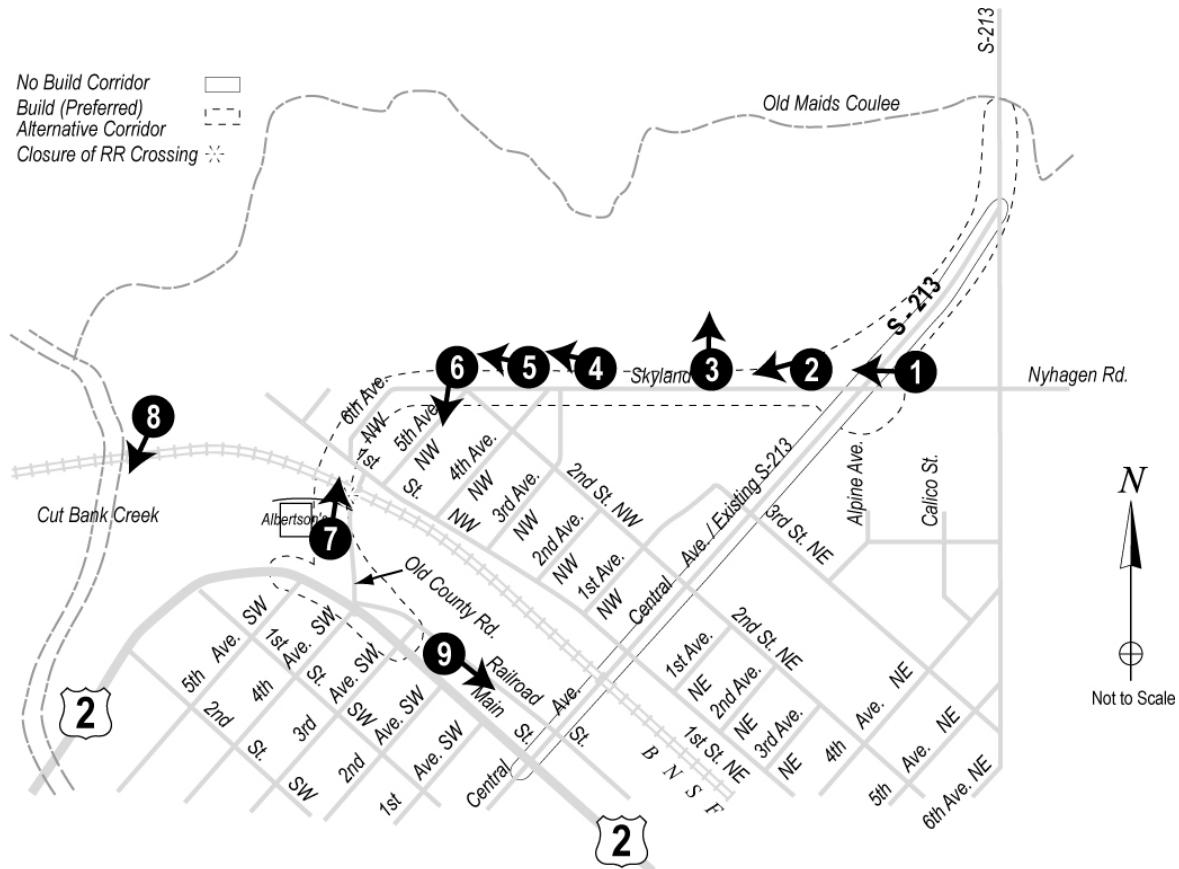 No Build Corridor
Build (Preferred)
Alternative Corridor
Closure of RR Crossing
S-213
Old Maids Coulee
S - 213
6
5
4
3
2
1
Skyland
Nyhagen Rd.
8
6th Ave.
NW
5th Ave.
NW
4th Ave.
NW
3rd Ave.
NW
2nd Ave.
NW
1st Ave.
NW
1st
St.
NW
2nd St. NW
Central Ave. / Existing S-213
3rd St. NE
Alpine Ave.
Calico St.
N
Not to Scale
Cut Bank Creek
Albertson's
7
Old County Rd.
9
Railroad
St.
Main
St.
Central Ave.
5th Ave. SW
4th Ave. SW
3rd Ave. SW
2nd Ave. SW
1st Ave. SW
1st
St.
SW
2nd
St.
SW
1st Ave.
NE
2nd Ave.
NE
3rd Ave.
NE
4th Ave. NE
5th Ave. NE
6th Ave. NE
2nd St. NE
1st St. NE
B N S F
2
2